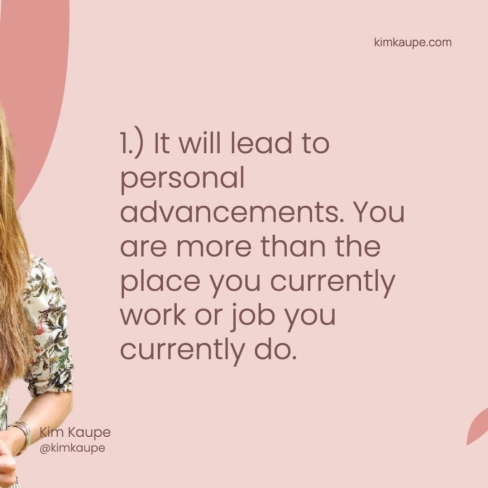 kimkaupe.com
1.) It will lead to
personal
advancements. You
are more than the
place you currently
work or job you
currently do.
Kim Kaupe
@kimkaupe